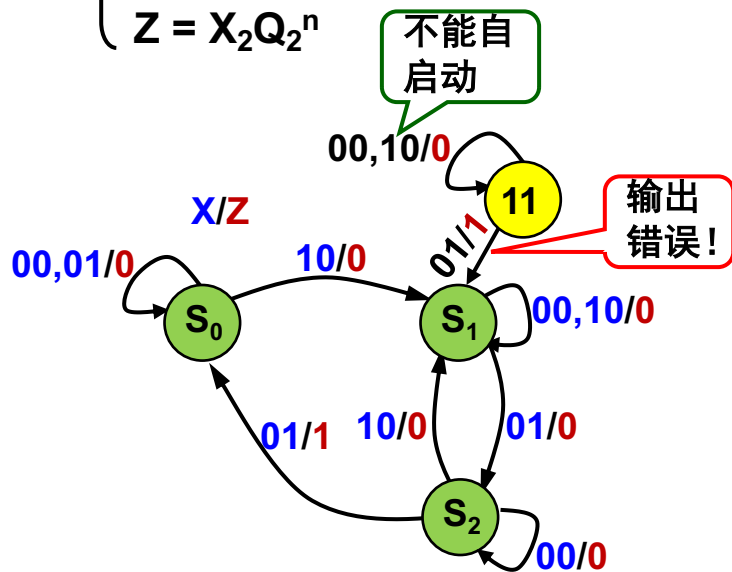 Z = X₂Q₂ⁿ
不能自
启动
00,10/0
11
输出
错误！
X/Z
01/1
00,01/0
10/0
S₀
S₁
00,10/0
01/1
10/0
01/0
S₂
00/0